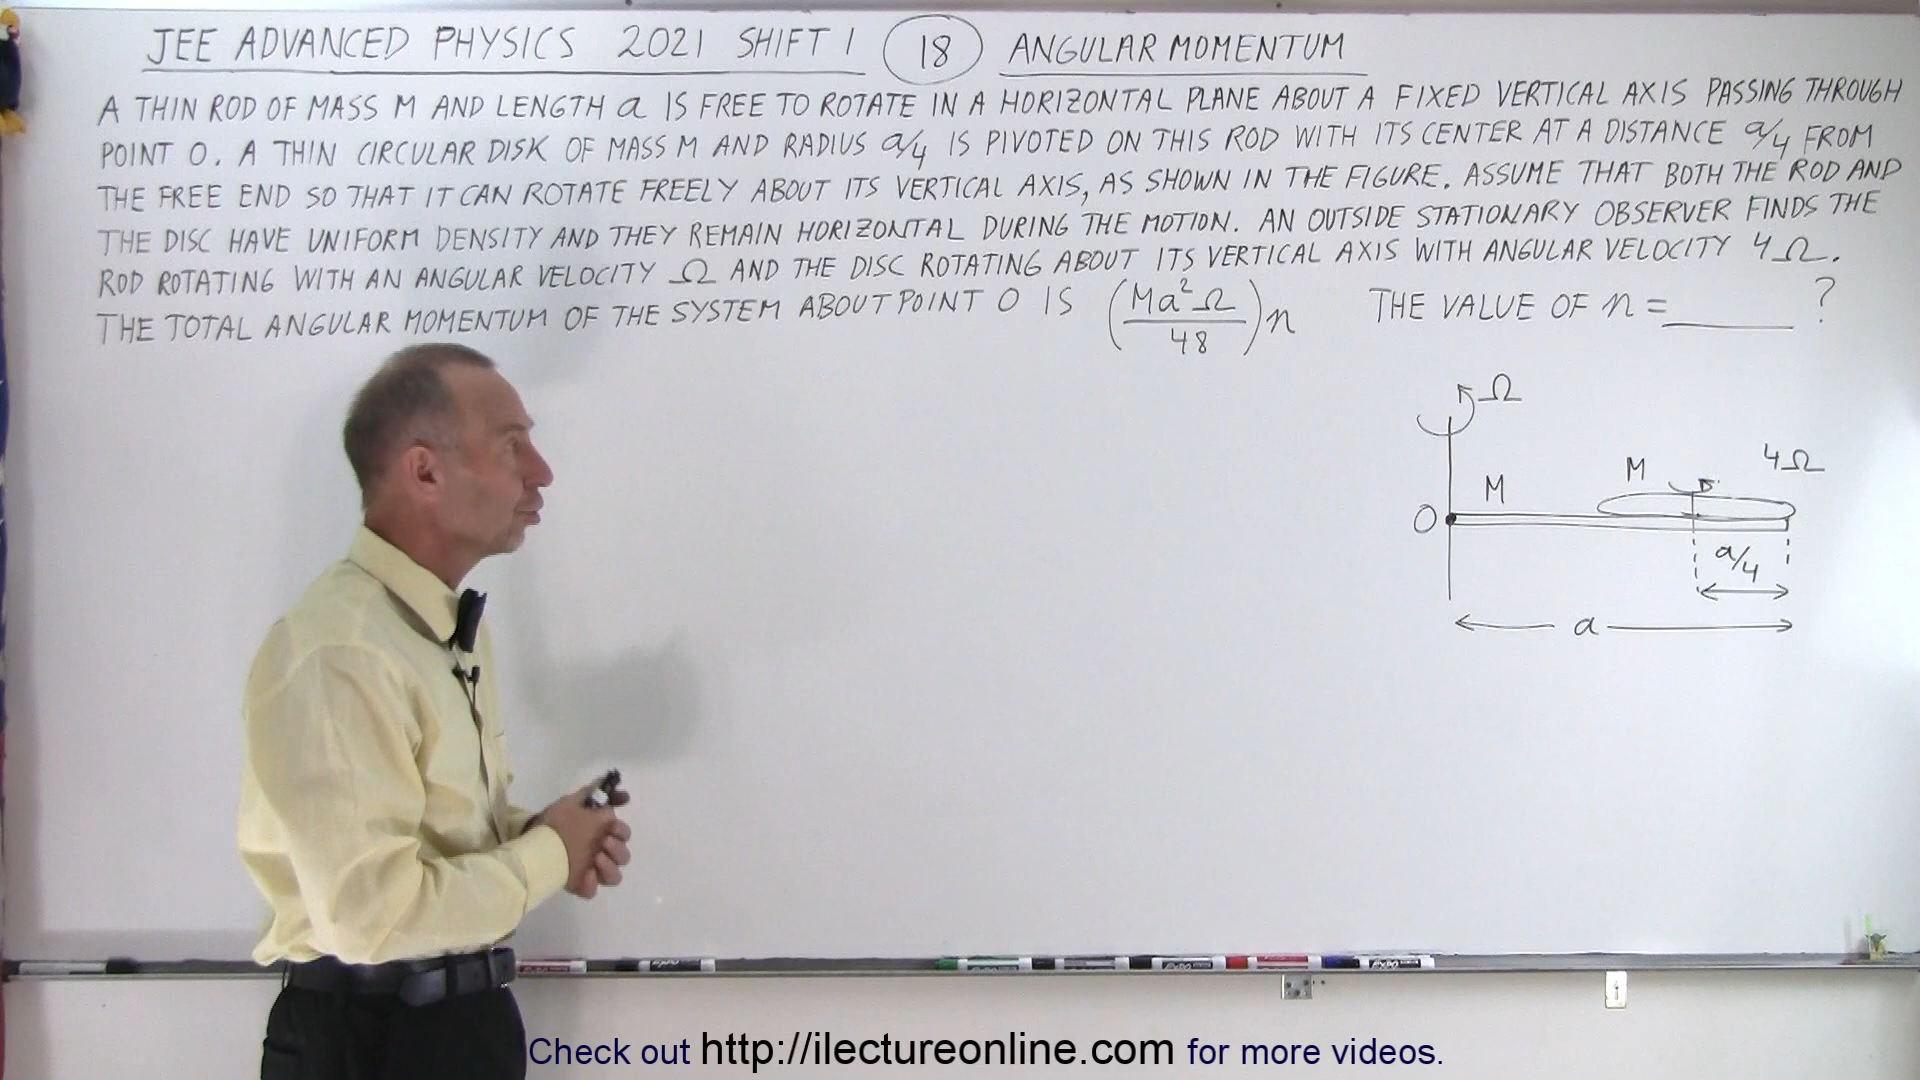 JEE ADVANCED PHYSICS 2021 SHIFT 1 18 ANGULAR MOMENTUM
A THIN ROD OF MASS M AND LENGTH a IS FREE TO ROTATE IN A HORIZONTAL PLANE ABOUT A FIXED VERTICAL AXIS PASSING THROUGH
POINT O. A THIN CIRCULAR DISK OF MASS M AND RADIUS a/4 IS PIVOTED ON THIS ROD WITH ITS CENTER AT A DISTANCE a/4 FROM
THE FREE END SO THAT IT CAN ROTATE FREELY ABOUT ITS VERTICAL AXIS, AS SHOWN IN THE FIGURE. ASSUME THAT BOTH THE ROD AND
THE DISC HAVE UNIFORM DENSITY AND THEY REMAIN HORIZONTAL DURING THE MOTION. AN OUTSIDE STATIONARY OBSERVER FINDS THE
ROD ROTATING WITH AN ANGULAR VELOCITY Ω AND THE DISC ROTATING ABOUT ITS VERTICAL AXIS WITH ANGULAR VELOCITY 4Ω.
THE TOTAL ANGULAR MOMENTUM OF THE SYSTEM ABOUT POINT O IS (Ma²Ω/48)n THE VALUE OF n = ______ ?
Ω
4Ω
M
M
O
a/4
a
EXPO
EXPO
Check out http://ilectureonline.com for more videos.